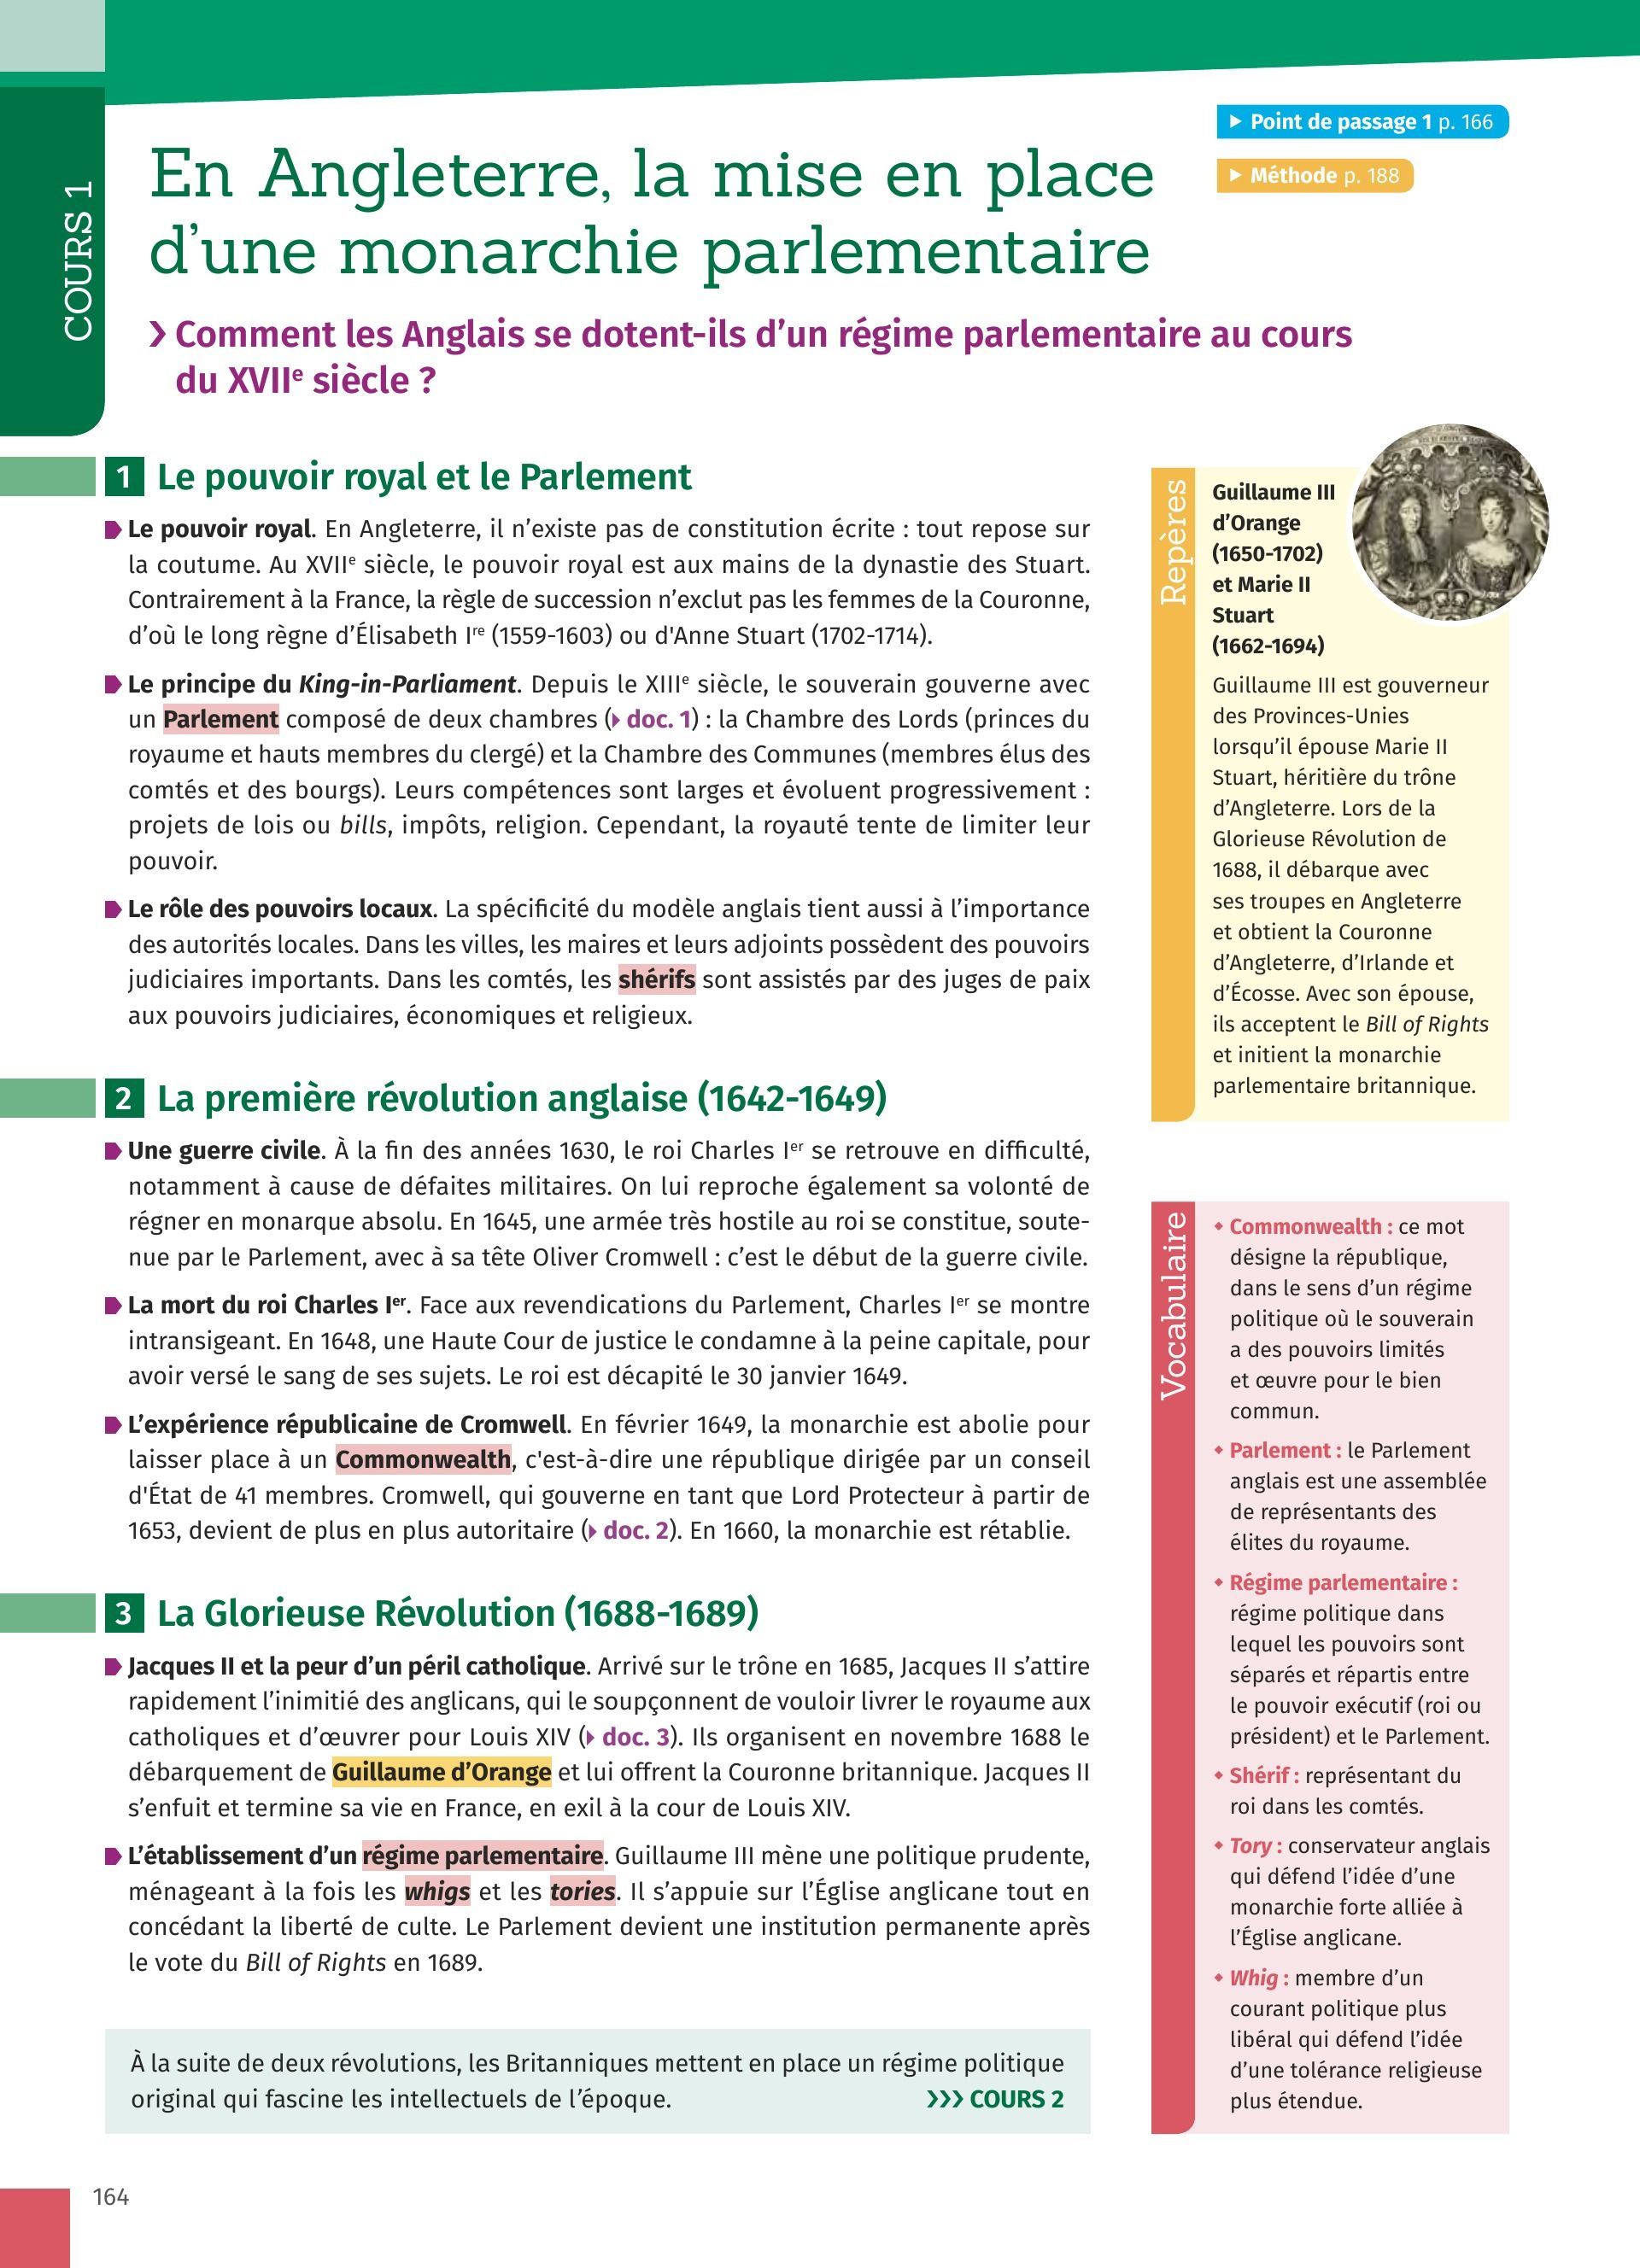 COURS 1
Point de passage 1 p. 166
Méthode p. 188
En Angleterre, la mise en place
d’une monarchie parlementaire
Comment les Anglais se dotent-ils d’un régime parlementaire au cours
du XVIIe siècle ?
1 Le pouvoir royal et le Parlement
Le pouvoir royal. En Angleterre, il n’existe pas de constitution écrite : tout repose sur
la coutume. Au XVIIe siècle, le pouvoir royal est aux mains de la dynastie des Stuart.
Contrairement à la France, la règle de succession n’exclut pas les femmes de la Couronne,
d’où le long règne d’Élisabeth Ire (1559-1603) ou d'Anne Stuart (1702-1714).
Le principe du King-in-Parliament. Depuis le XIIIe siècle, le souverain gouverne avec
un Parlement composé de deux chambres (doc. 1) : la Chambre des Lords (princes du
royaume et hauts membres du clergé) et la Chambre des Communes (membres élus des
comtés et des bourgs). Leurs compétences sont larges et évoluent progressivement :
projets de lois ou bills, impôts, religion. Cependant, la royauté tente de limiter leur
pouvoir.
Le rôle des pouvoirs locaux. La spécificité du modèle anglais tient aussi à l’importance
des autorités locales. Dans les villes, les maires et leurs adjoints possèdent des pouvoirs
judiciaires importants. Dans les comtés, les shérifs sont assistés par des juges de paix
aux pouvoirs judiciaires, économiques et religieux.
2 La première révolution anglaise (1642-1649)
Une guerre civile. À la fin des années 1630, le roi Charles Ier se retrouve en difficulté,
notamment à cause de défaites militaires. On lui reproche également sa volonté de
régner en monarque absolu. En 1645, une armée très hostile au roi se constitue, soute-
nue par le Parlement, avec à sa tête Oliver Cromwell : c’est le début de la guerre civile.
La mort du roi Charles Ier. Face aux revendications du Parlement, Charles Ier se montre
intransigeant. En 1648, une Haute Cour de justice le condamne à la peine capitale, pour
avoir versé le sang de ses sujets. Le roi est décapité le 30 janvier 1649.
L’expérience républicaine de Cromwell. En février 1649, la monarchie est abolie pour
laisser place à un Commonwealth, c'est-à-dire une république dirigée par un conseil
d'État de 41 membres. Cromwell, qui gouverne en tant que Lord Protecteur à partir de
1653, devient de plus en plus autoritaire (doc. 2). En 1660, la monarchie est rétablie.
3 La Glorieuse Révolution (1688-1689)
Jacques II et la peur d’un péril catholique. Arrivé sur le trône en 1685, Jacques II s’attire
rapidement l’inimitié des anglicans, qui le soupçonnent de vouloir livrer le royaume aux
catholiques et d’œuvrer pour Louis XIV (doc. 3). Ils organisent en novembre 1688 le
débarquement de Guillaume d’Orange et lui offrent la Couronne britannique. Jacques II
s’enfuit et termine sa vie en France, en exil à la cour de Louis XIV.
L’établissement d’un régime parlementaire. Guillaume III mène une politique prudente,
ménageant à la fois les whigs et les tories. Il s’appuie sur l’Église anglicane tout en
concédant la liberté de culte. Le Parlement devient une institution permanente après
le vote du Bill of Rights en 1689.
À la suite de deux révolutions, les Britanniques mettent en place un régime politique
original qui fascine les intellectuels de l’époque. COURS 2
Repères
Guillaume III
d’Orange
(1650-1702)
et Marie II
Stuart
(1662-1694)
Guillaume III est gouverneur
des Provinces-Unies
lorsqu’il épouse Marie II
Stuart, héritière du trône
d’Angleterre. Lors de la
Glorieuse Révolution de
1688, il débarque avec
ses troupes en Angleterre
et obtient la Couronne
d’Angleterre, d’Irlande et
d’Écosse. Avec son épouse,
ils acceptent le Bill of Rights
et initient la monarchie
parlementaire britannique.
Vocabulaire
Commonwealth : ce mot
désigne la république,
dans le sens d’un régime
politique où le souverain
a des pouvoirs limités
et œuvre pour le bien
commun.
Parlement : le Parlement
anglais est une assemblée
de représentants des
élites du royaume.
Régime parlementaire :
régime politique dans
lequel les pouvoirs sont
séparés et répartis entre
le pouvoir exécutif (roi ou
président) et le Parlement.
Shérif : représentant du
roi dans les comtés.
Tory : conservateur anglais
qui défend l’idée d’une
monarchie forte alliée à
l’Église anglicane.
Whig : membre d’un
courant politique plus
libéral qui défend l’idée
d’une tolérance religieuse
plus étendue.
164